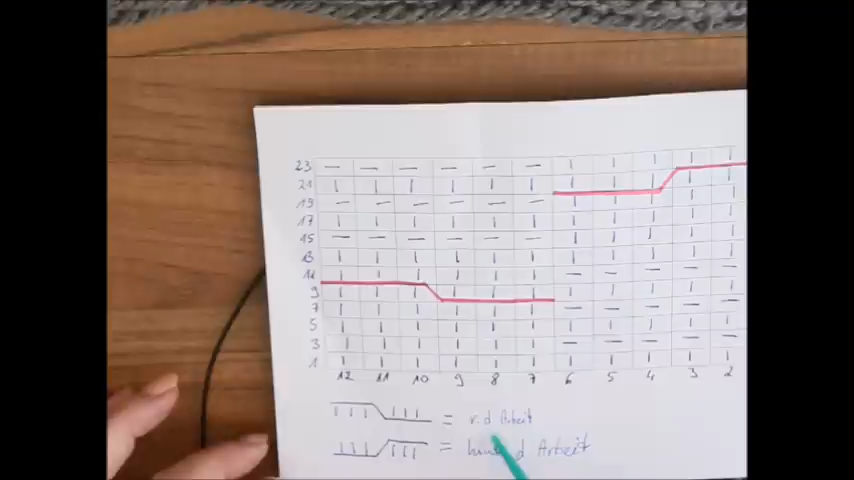 23 — — — — — — | | | | |
21 | | | | | | | | | | |
19 — — — — — — | | | | |
17 | | | | | | | | | | |
15 — — — — — — | | | | |
13 | | | | | | | | | | |
11 | | | | | | — — — — —
9 | | | | | | | | | | |
7 | | | | | | — — — — —
5 | | | | | | | | | | |
3 | | | | | | — — — — —
1 | | | | | | | | | | |
12 11 10 9 8 7 6 5 4 3 2
= v. d Arbeit
= d Arbeit